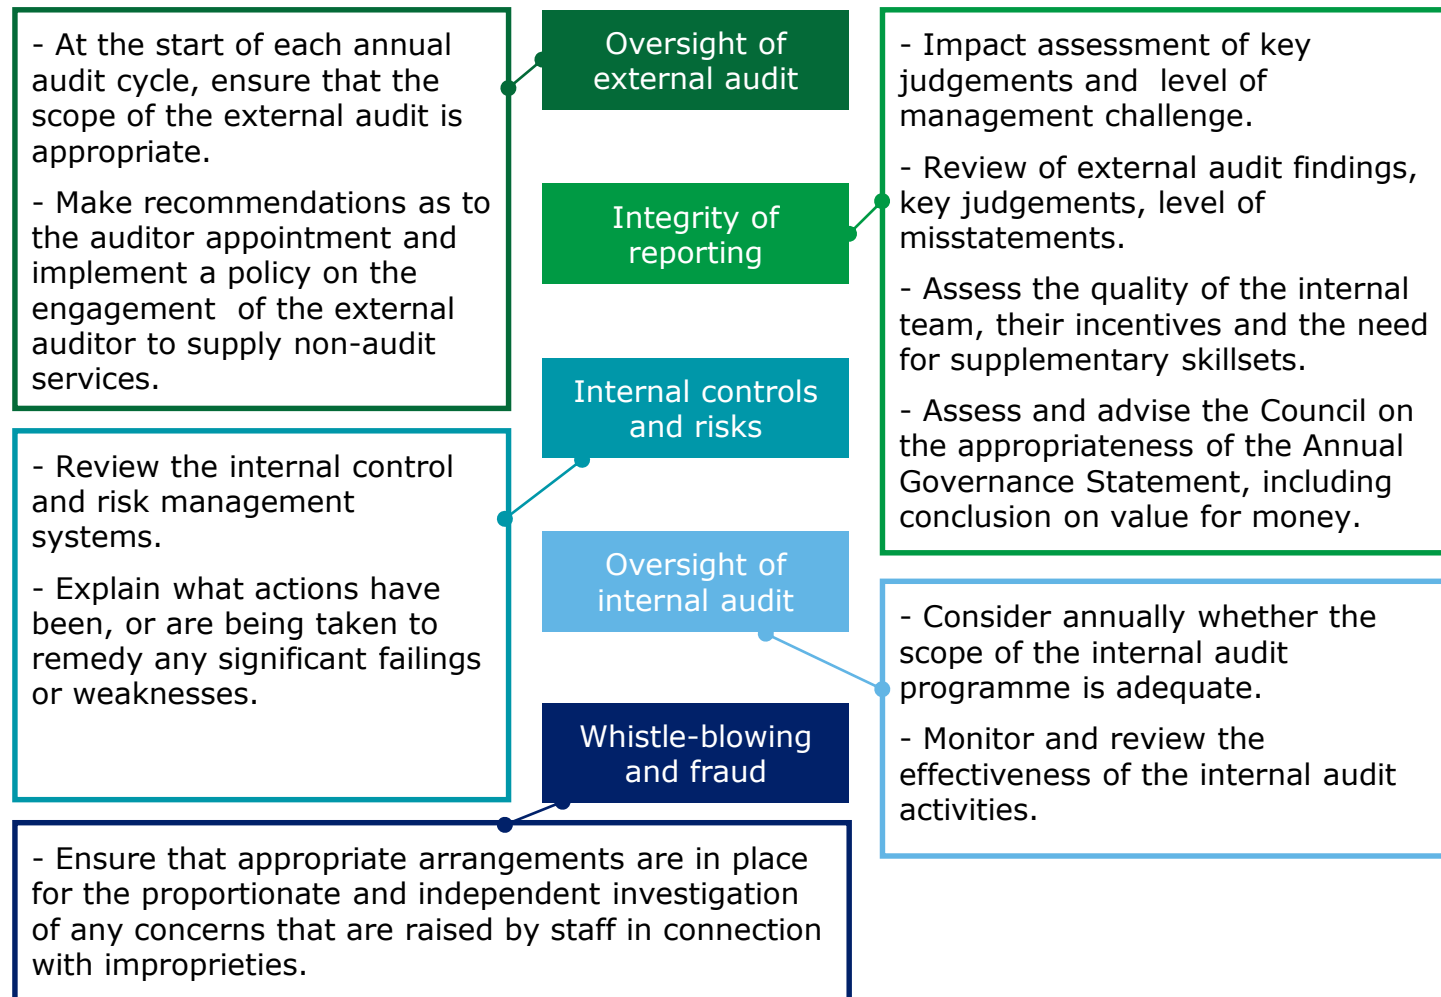 - At the start of each annual
audit cycle, ensure that the
scope of the external audit is
appropriate.
- Make recommendations as to
the auditor appointment and
implement a policy on the
engagement  of the external
auditor to supply non-audit
services.
Oversight of
external audit
- Impact assessment of key
judgements and  level of
management challenge.
- Review of external audit findings,
key judgements, level of
misstatements.
- Assess the quality of the internal
team, their incentives and the need
for supplementary skillsets.
- Assess and advise the Council on
the appropriateness of the Annual
Governance Statement, including
conclusion on value for money.
Integrity of
reporting
Internal controls
and risks
- Review the internal control
and risk management
systems.
- Explain what actions have
been, or are being taken to
remedy any significant failings
or weaknesses.
Oversight of
internal audit
- Consider annually whether the
scope of the internal audit
programme is adequate.
- Monitor and review the
effectiveness of the internal audit
activities.
Whistle-blowing
and fraud
- Ensure that appropriate arrangements are in place
for the proportionate and independent investigation
of any concerns that are raised by staff in connection
with improprieties.